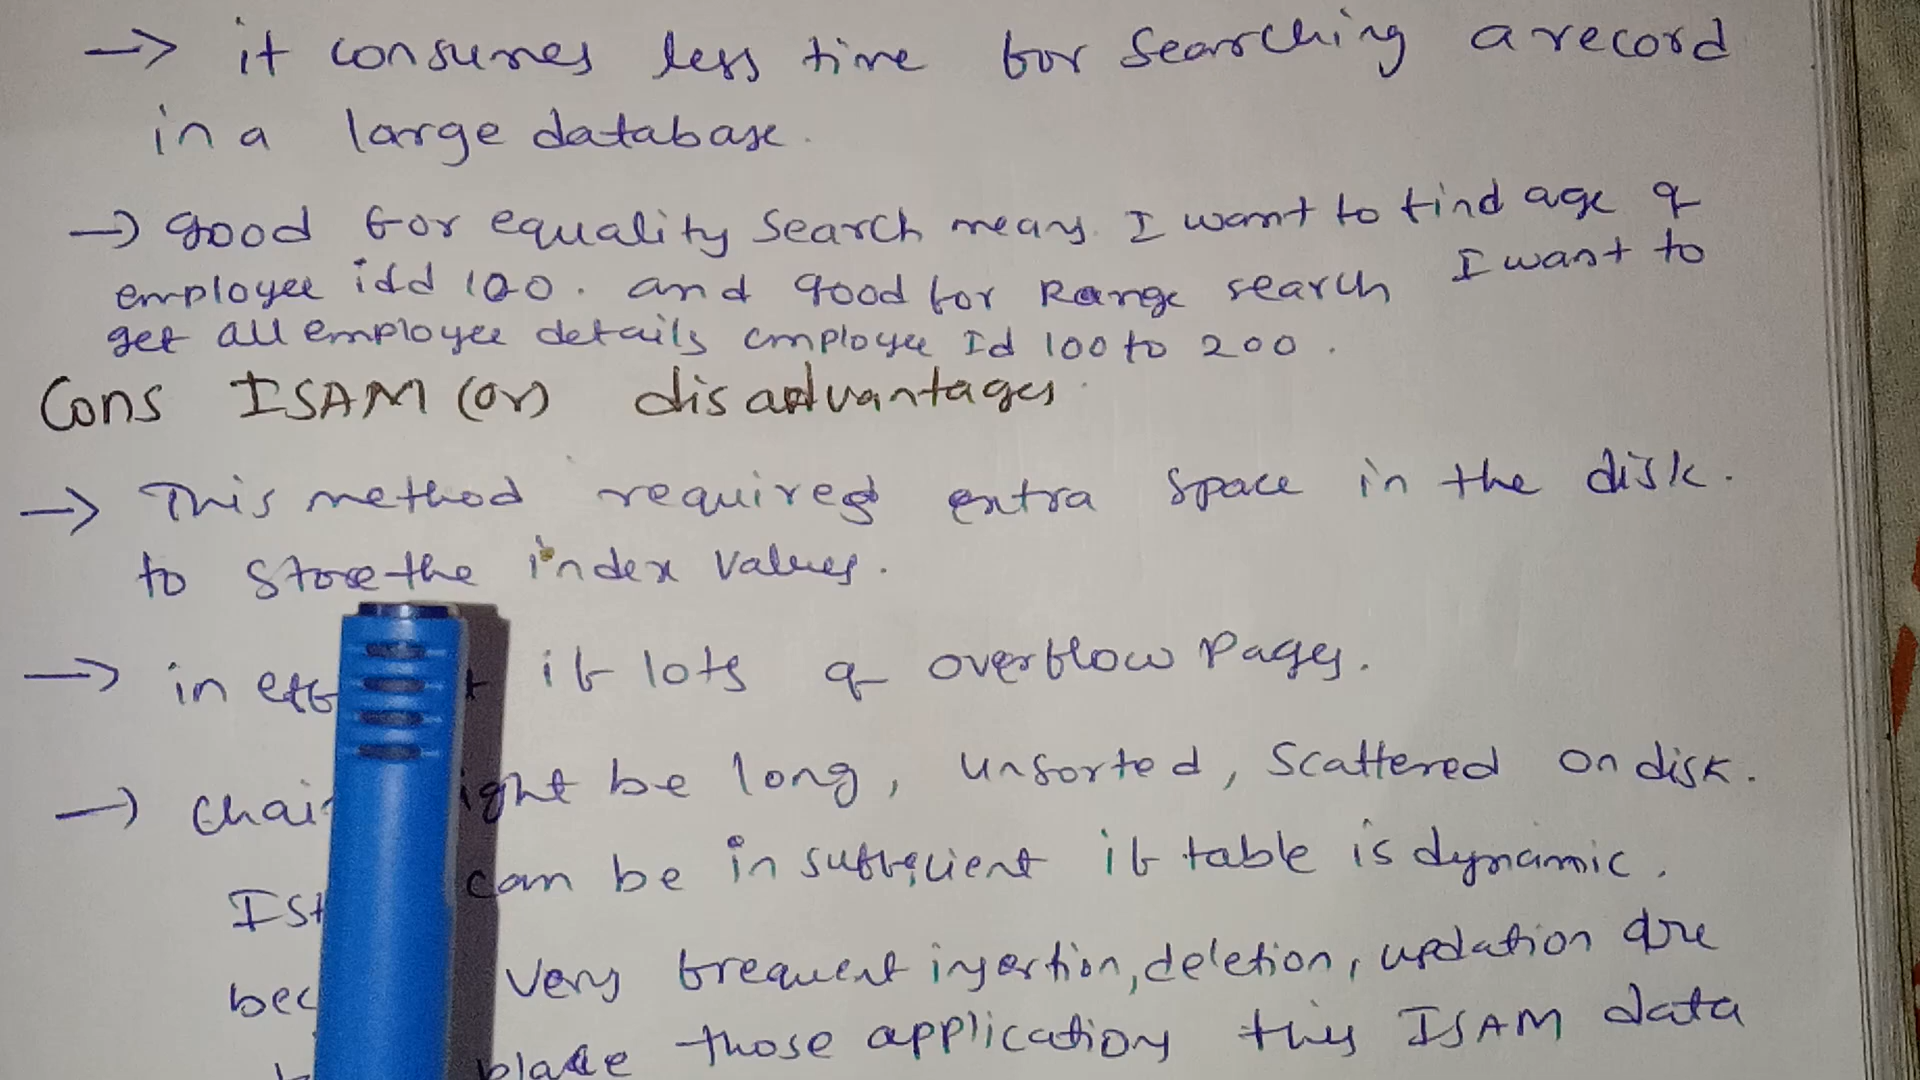 → it consumes less time for searching a record
in a large database.
→ good for equality search means I want to find age of
employee idd 100. and good for Range search I want to
get all employee details employee Id 100 to 200.
Cons ISAM (or) disadvantages
→ This method required extra space in the disk.
to store the index values.
→ in if lots of overflow pages.
→ be long, unsorted, scattered on disk.
can be insufficient if table is dynamic.
very frequent insertion, deletion, updation are
those applications this ISAM data